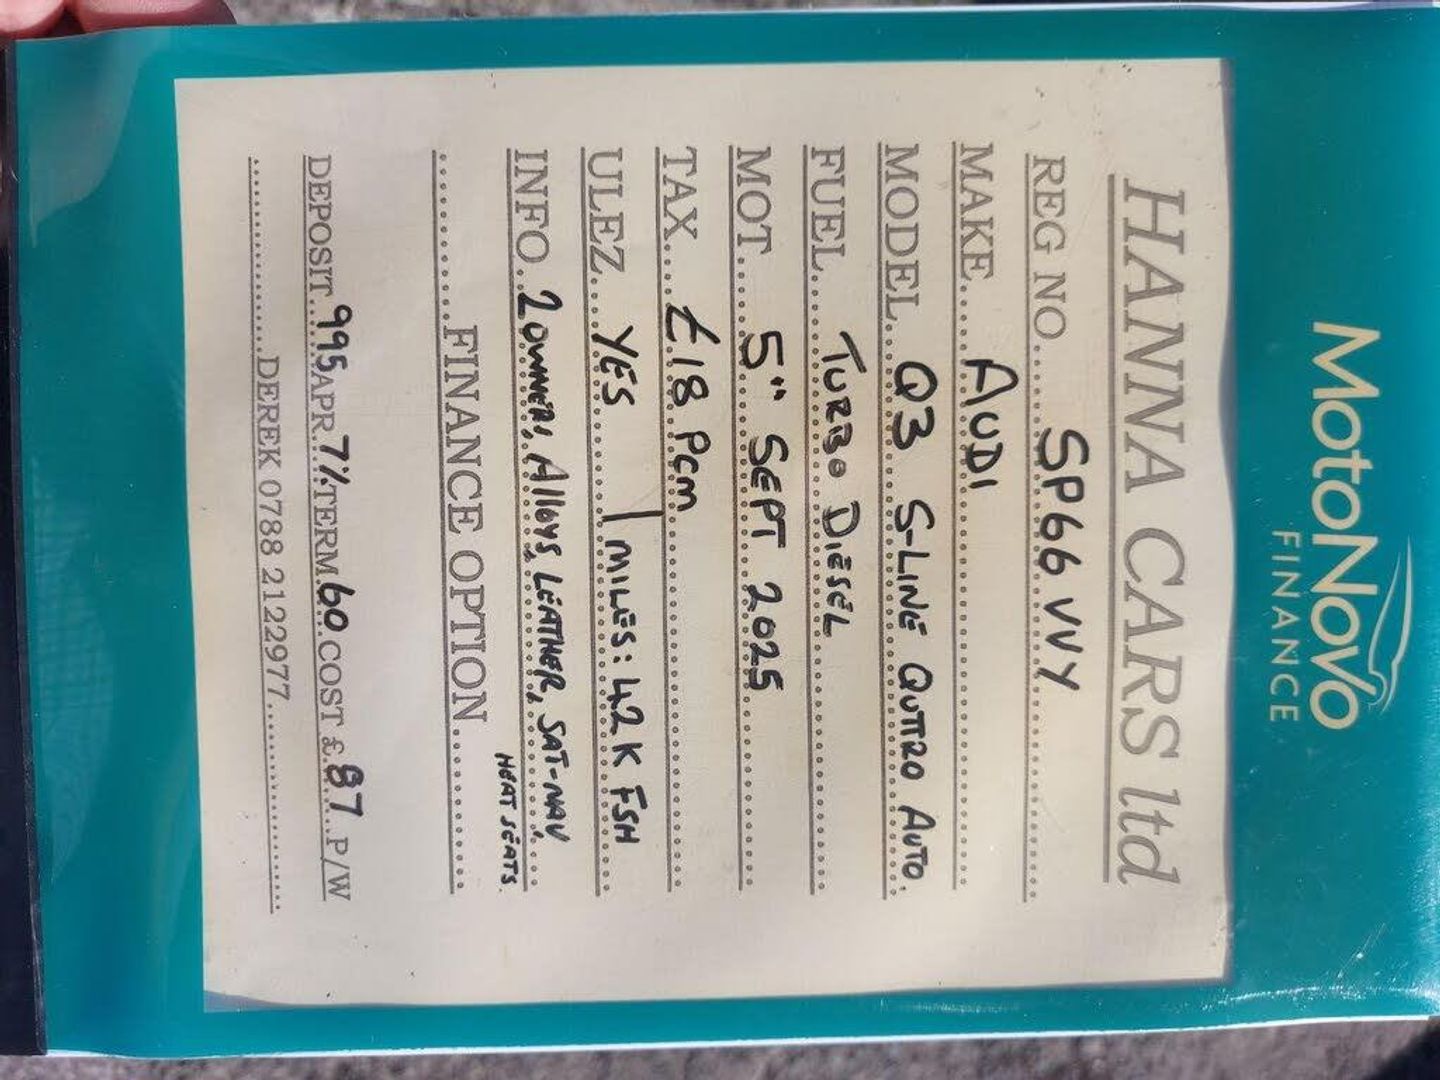 MotoNovo
FINANCE
HANNA CARS ltd
REG NO.....SP66 VVY
MAKE....AUDI
MODEL..Q3 S-LINE QUTTRO AUTO.
FUEL....TURBO DIESEL
MOT....5" SEPT 2025
TAX....£18 PCM
ULEZ....YES | MILES: 42K FSH
INFO..2 OWNERS, Alloys, LEATHER, SAT-NAV,
HEAT SEATS.
FINANCE OPTION
DEPOSIT..995 APR 7% TERM 60 COST £ 87 P/W
DEREK 0788 2122977